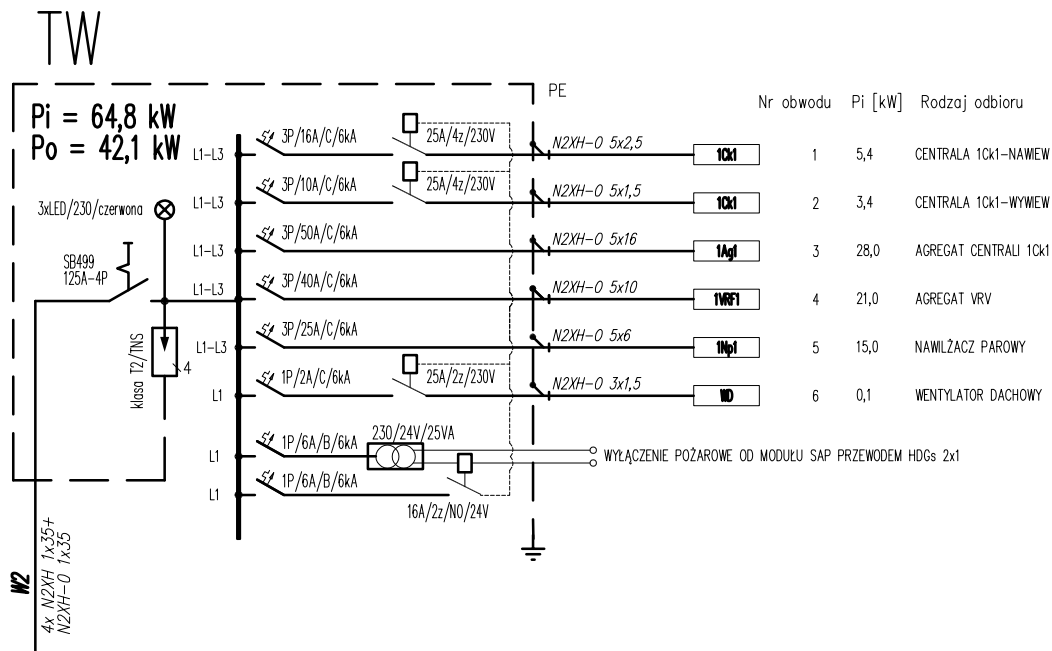 TW
PE
Nr obwodu Pi [kW] Rodzaj odbioru
Pi = 64,8 kW
Po = 42,1 kW
L1-L3 3P/16A/C/6kA 25A/4z/230V N2XH-O 5x2,5 1Ck1 1 5,4 CENTRALA 1Ck1-NAWIEW
L1-L3 3P/10A/C/6kA 25A/4z/230V N2XH-O 5x1,5 1Ck1 2 3,4 CENTRALA 1Ck1-WYWIEW
3xLED/230/czerwona
L1-L3 3P/50A/C/6kA N2XH-O 5x16 1Ag1 3 28,0 AGREGAT CENTRALI 1Ck1
SB499
125A-4P
L1-L3 3P/40A/C/6kA N2XH-O 5x10 1VRF1 4 21,0 AGREGAT VRV
L1-L3 3P/25A/C/6kA N2XH-O 5x6 1Np1 5 15,0 NAWILŻACZ PAROWY
klasa T2/TNS
4
L1 1P/2A/C/6kA 25A/2z/230V N2XH-O 3x1,5 WD 6 0,1 WENTYLATOR DACHOWY
L1 1P/6A/B/6kA 230/24V/25VA WYŁĄCZENIE POŻAROWE OD MODUŁU SAP PRZEWODEM HDGs 2x1
L1 1P/6A/B/6kA
16A/2z/NO/24V
W2
4x N2XH 1x35+
N2XH-O 1x35